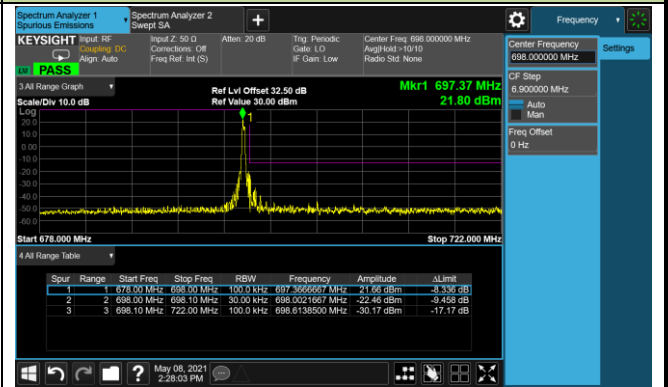 Spectrum Analyzer 1
Spurious Emissions
Spectrum Analyzer 2
Swept SA
+
Frequency
KEYSIGHT
Input: RF
Coupling: DC
Align: Auto
Input Z: 50 Ω
Corrections: Off
Freq Ref: Int (S)
Atten: 20 dB
Trig: Periodic
Gate: LO
IF Gain: Low
Center Freq: 698.000000 MHz
Avg|Hold:>10/10
Radio Std: None
PASS
Center Frequency
698.000000 MHz
Settings
CF Step
6.900000 MHz
Auto
Man
Freq Offset
0 Hz
3 All Range Graph
Scale/Div 10.0 dB
Ref Lvl Offset 32.50 dB
Ref Value 30.00 dBm
Mkr1 697.37 MHz
21.80 dBm
Log
20.0
10.0
0.00
-10.0
-20.0
-30.0
-40.0
-50.0
-60.0
1
Start 678.000 MHz
Stop 722.000 MHz
4 All Range Table
Spur Range Start Freq Stop Freq RBW Frequency Amplitude ΔLimit
1 1 678.00 MHz 698.00 MHz 100.0 kHz 697.3666667 MHz 21.66 dBm -8.336 dB
2 2 698.00 MHz 698.10 MHz 30.00 kHz 698.0021667 MHz -22.46 dBm -9.458 dB
3 3 698.10 MHz 722.00 MHz 100.0 kHz 698.6138500 MHz -30.17 dBm -17.17 dB
?
May 08, 2021
2:28:03 PM